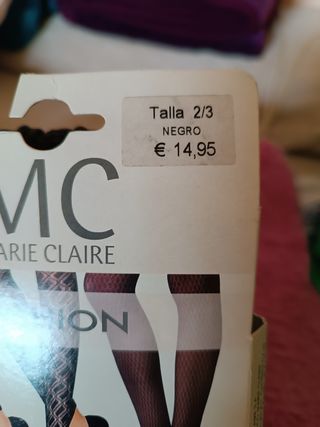 Talla 2/3
NEGRO
€ 14,95
MC
ARIE CLAIRE
ION